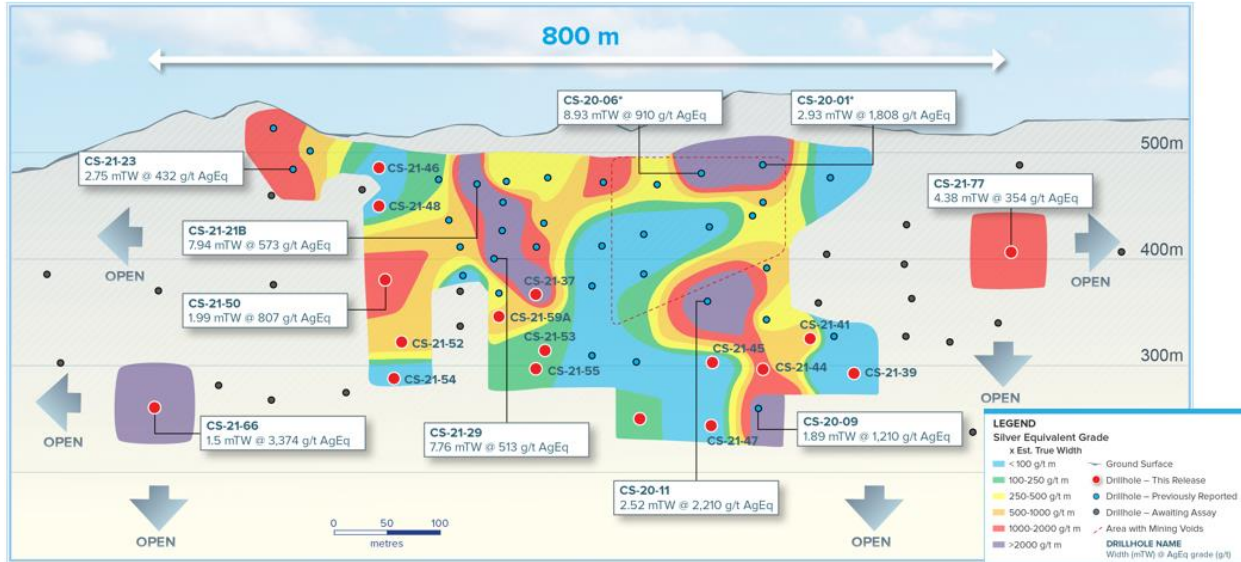 800 m
CS-20-06*
8.93 mTW @ 910 g/t AgEq
CS-20-01*
2.93 mTW @ 1,808 g/t AgEq
500m
CS-21-23
2.75 mTW @ 432 g/t AgEq
CS-21-46
CS-21-77
4.38 mTW @ 354 g/t AgEq
CS-21-48
CS-21-21B
7.94 mTW @ 573 g/t AgEq
OPEN
400m
OPEN
CS-21-37
CS-21-50
1.99 mTW @ 807 g/t AgEq
CS-21-59A
CS-21-41
CS-21-52
CS-21-53
CS-21-45
300m
CS-21-55
CS-21-44
CS-21-39
CS-21-54
OPEN
OPEN
CS-21-66
1.5 mTW @ 3,374 g/t AgEq
CS-21-29
7.76 mTW @ 513 g/t AgEq
CS-21-47
CS-20-09
1.89 mTW @ 1,210 g/t AgEq
CS-20-11
2.52 mTW @ 2,210 g/t AgEq
OPEN
0 50 100
metres
OPEN
LEGEND
Silver Equivalent Grade
x Est. True Width
< 100 g/t m
100-250 g/t m
250-500 g/t m
500-1000 g/t m
1000-2000 g/t m
>2000 g/t m
Ground Surface
Drillhole – This Release
Drillhole – Previously Reported
Drillhole – Awaiting Assay
Area with Mining Voids
DRILLHOLE NAME
Width (mTW) @ AgEq grade (g/t)